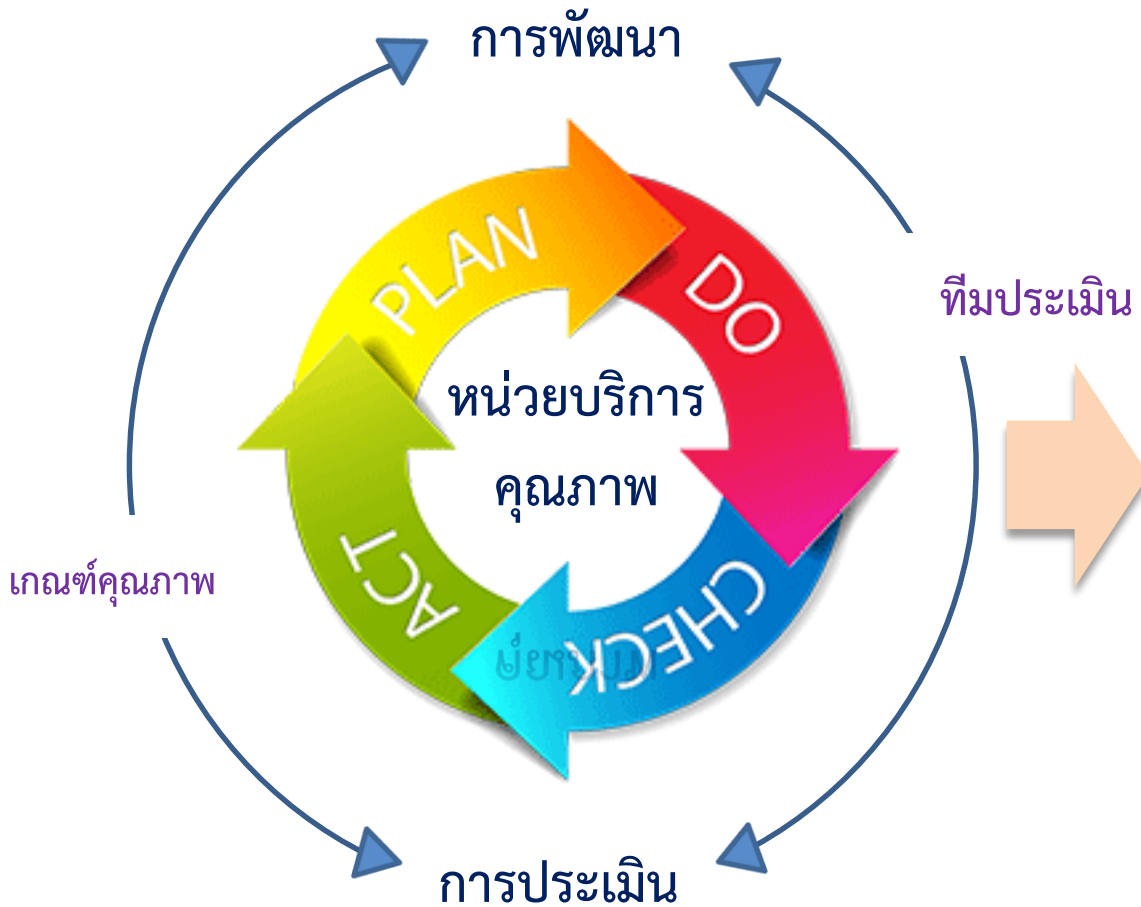 การพัฒนา
PLAN
DO
ทีมประเมิน
หน่วยบริการ
คุณภาพ
ACT
CHECK
เกณฑ์คุณภาพ
การประเมิน